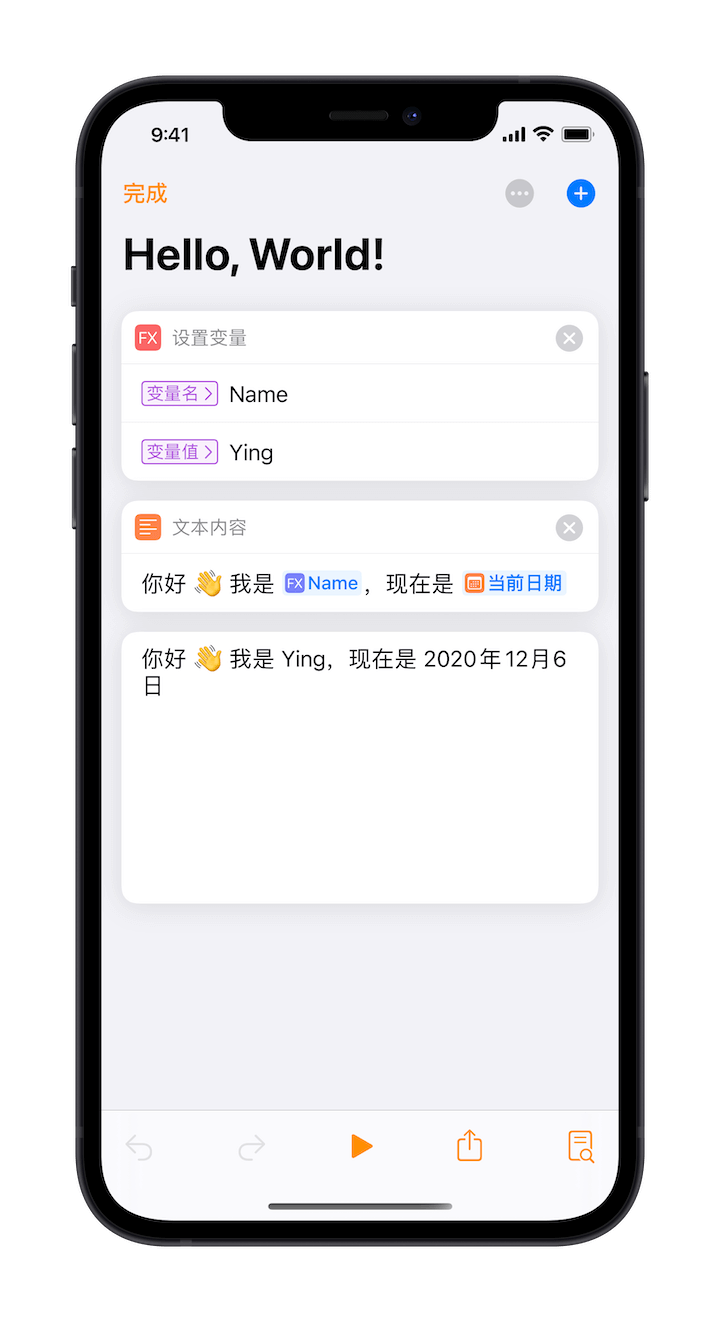 9:41
完成
Hello, World!
FX 设置变量
变量名 > Name
变量值 > Ying
文本内容
你好 👋 我是 FX Name，现在是 当前日期
你好 👋 我是 Ying，现在是 2020年12月6
日